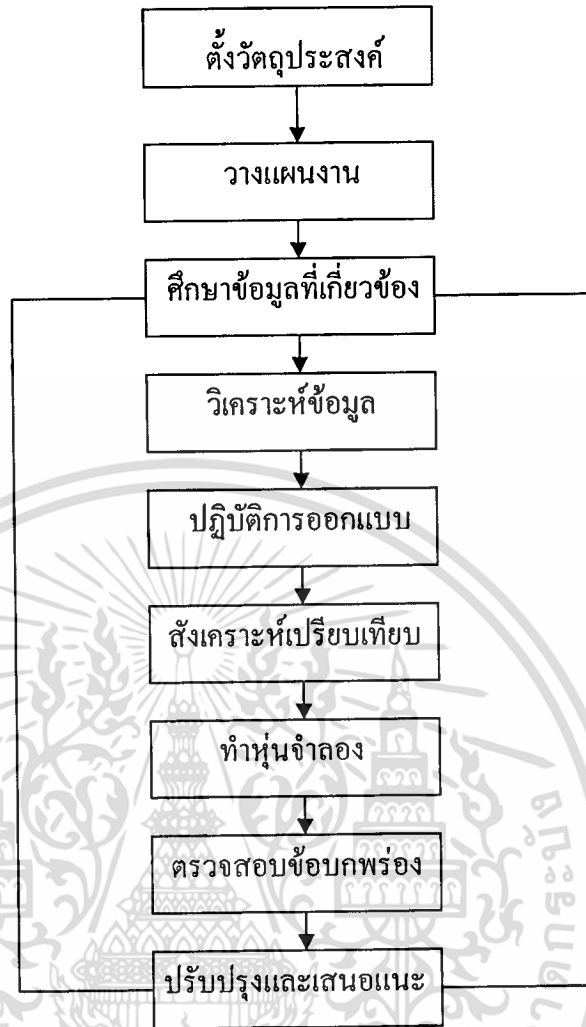 ตั้งวัตถุประสงค์
วางแผนงาน
ศึกษาข้อมูลที่เกี่ยวข้อง
วิเคราะห์ข้อมูล
ปฏิบัติการออกแบบ
สังเคราะห์เปรียบเทียบ
ทำหุ่นจำลอง
ตรวจสอบข้อบกพร่อง
ปรับปรุงและเสนอแนะ